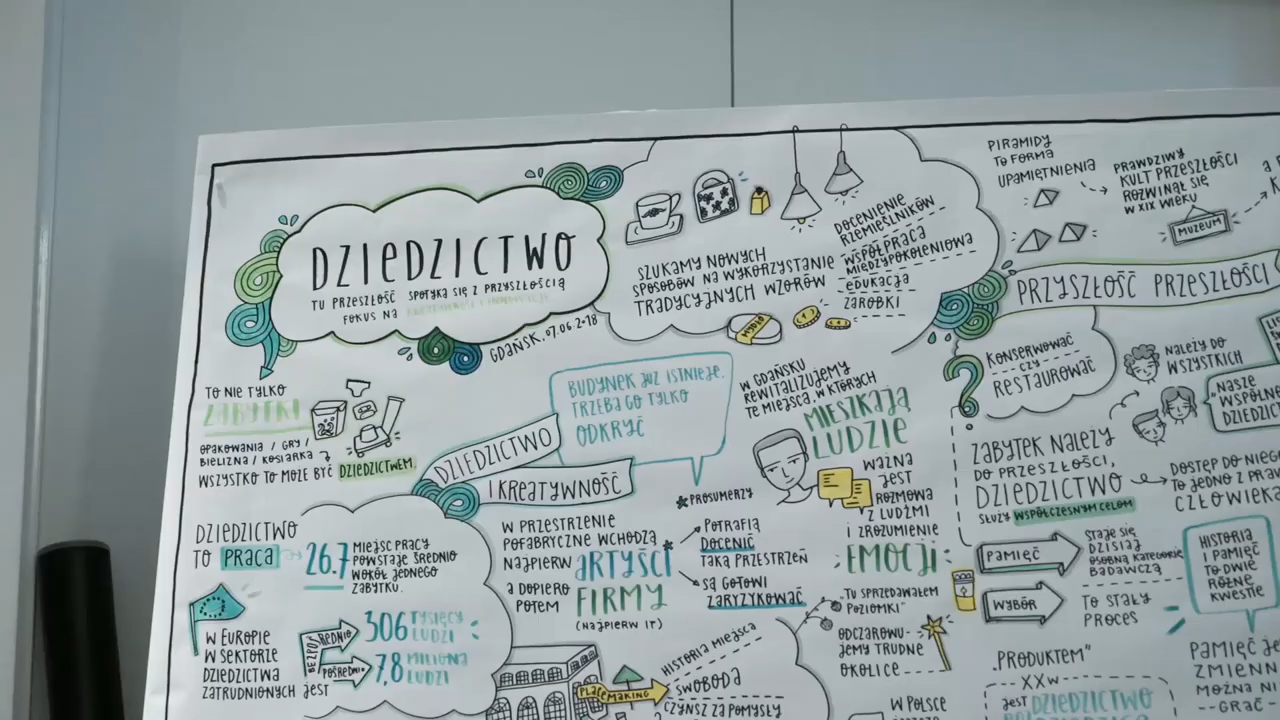 DZIEDZICTWO
TU PRZESZŁOŚĆ SPOTYKA SIĘ Z PRZYSZŁOŚCIĄ
FOKUS NA
GDAŃSK, 07.06.2018
TO NIE TYLKO
ZABYTKI
OPAKOWANIA / GRY /
BIELIZNA / KOSIARKA
WSZYSTKO TO MOŻE BYĆ DZIEDZICTWEM.
SZUKAMY NOWYCH
SPOSOBÓW NA WYKORZYSTANIE
TRADYCYJNYCH WZORÓW
DOCENIENIE
RZEMIEŚLNIKÓW
WSPÓŁPRACA
MIĘDZYPOKOLENIOWA
EDUKACJA
ZAROBKI
PIRAMIDY
TO FORMA
UPAMIĘTNIENIA
PRAWDZIWY
KULT PRZESZŁOŚCI
ROZWINĄŁ SIĘ
W XIX WIEKU
MUZEUM
PRZYSZŁOŚĆ PRZESZŁOŚCI
KONSERWOWAĆ
CZY
RESTAUROWAĆ
?
NALEŻY DO
WSZYSTKICH
NASZE
ZABYTEK NALEŻY
DO PRZESZŁOŚCI,
DZIEDZICTWO
SŁUŻY WSPÓŁCZESNYM CELOM
DOSTĘP DO NIEGO
TO JEDNO Z
CZŁOWIEKA
PAMIĘĆ
STAJE SIĘ
DZISIAJ
OSOBNĄ KATEGORIĄ
BADAWCZĄ
WYBÓR
TO STAŁY
PROCES
HISTORIA
I PAMIĘĆ
TO DWIE
RÓŻNE
KWESTIE
PAMIĘĆ JE
MOŻNA NI
GRAĆ
"PRODUKTEM"
XX W
JEST DZIEDZICTWO
BUDYNEK JUŻ ISTNIEJE.
TRZEBA GO TYLKO
ODKRYĆ
DZIEDZICTWO
I KREATYWNOŚĆ
W GDAŃSKU
REWITALIZUJEMY
TE MIEJSCA, W KTÓRYCH
MIESZKAJĄ
LUDZIE
WAŻNA
JEST
ROZMOWA
Z LUDŹMI
I ZROZUMIENIE
EMOCJI
"TU SPRZEDAWAŁEM
POZIOMKI"
ODCZAROWU-
JEMY TRUDNE
OKOLICE
W POLSCE
*PROSUMERZY
W PRZESTRZENIE
POFABRYCZNE WCHODZĄ
NAJPIERW ARTYŚCI*
A DOPIERO
POTEM FIRMY
(NAJPIERW IT)
POTRAFIĄ
DOCENIĆ
TAKĄ PRZESTRZEŃ
SĄ GOTOWI
ZARYZYKOWAĆ
DZIEDZICTWO
TO PRACA
26.7 MIEJSC PRACY
POWSTAJE ŚREDNIO
WOKÓŁ JEDNEGO
ZABYTKU.
W EUROPIE
W SEKTORZE
DZIEDZICTWA
ZATRUDNIONYCH JEST
BEZPOŚREDNIO
306 TYSIĘCY
LUDZI
POŚREDNIO
7,8 MILIONA
LUDZI
PLACEMAKING
HISTORIA MIEJSCA
SWOBODA
CZYNSZ ZA POMYSŁY